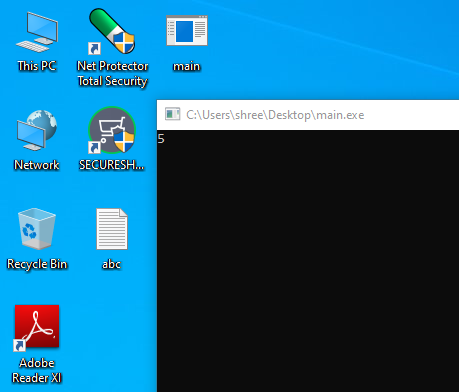 This PC
Net Protector
Total Security
main
C:\Users\shree\Desktop\main.exe
5
Network
SECURESH...
Recycle Bin
abc
Adobe
Reader XI